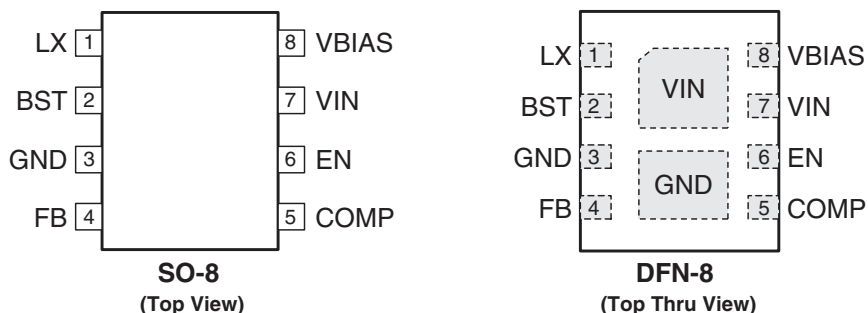 LX 1
8 VBIAS
BST 2
7 VIN
GND 3
6 EN
FB 4
5 COMP
SO-8
(Top View)
LX 1
8 VBIAS
VIN
BST 2
7 VIN
GND 3
6 EN
GND
FB 4
5 COMP
DFN-8
(Top Thru View)